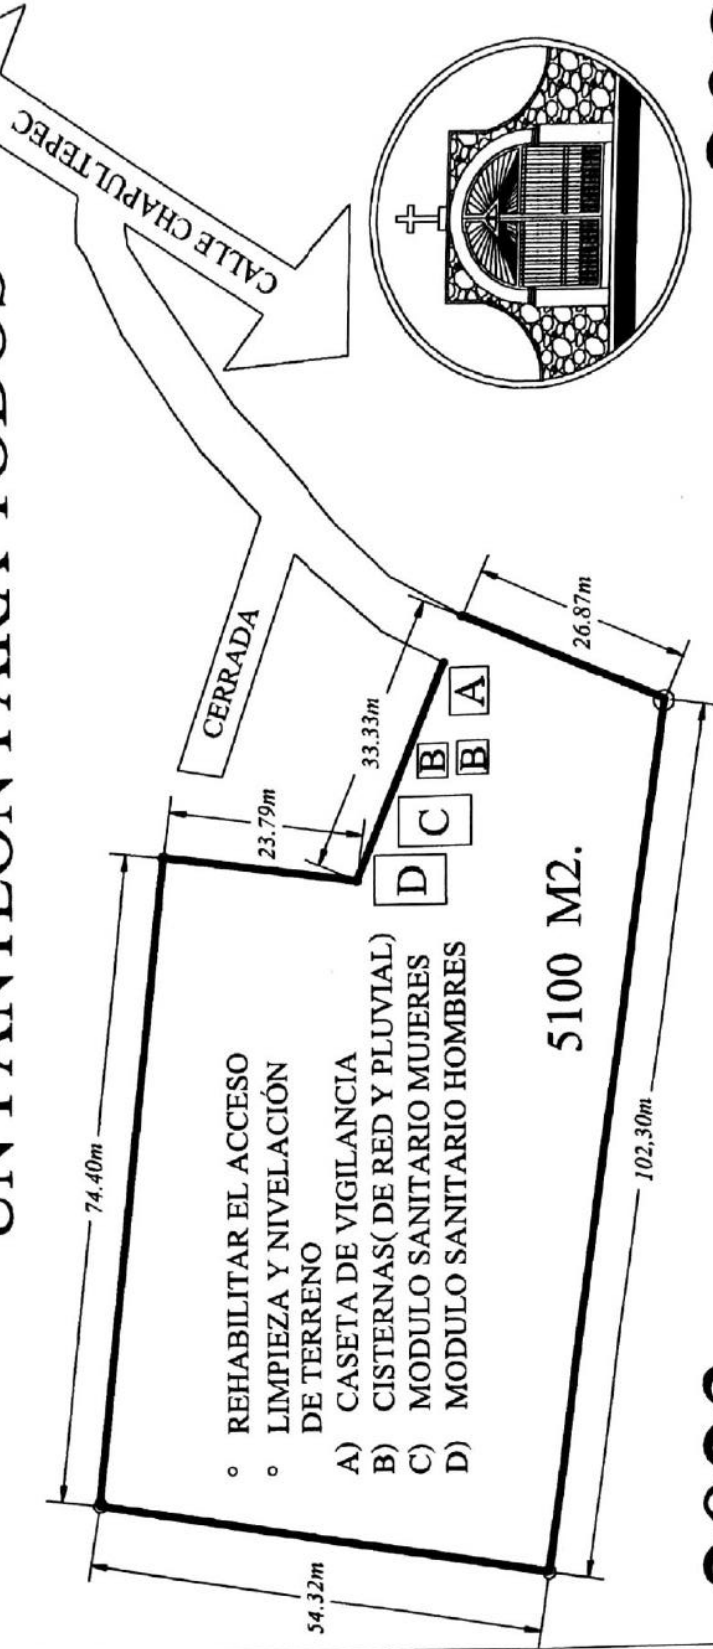 UN PANTEÓN PARA TODOS
CALLE CHAPULTEPEC
CERRADA
74.40m
23.79m
33.33m
26.87m
54.32m
102,30m
° REHABILITAR EL ACCESO
° LIMPIEZA Y NIVELACIÓN
DE TERRENO
A) CASETA DE VIGILANCIA
B) CISTERNAS( DE RED Y PLUVIAL)
C) MODULO SANITARIO MUJERES
D) MODULO SANITARIO HOMBRES
D
C
B
B
A
5100 M2.